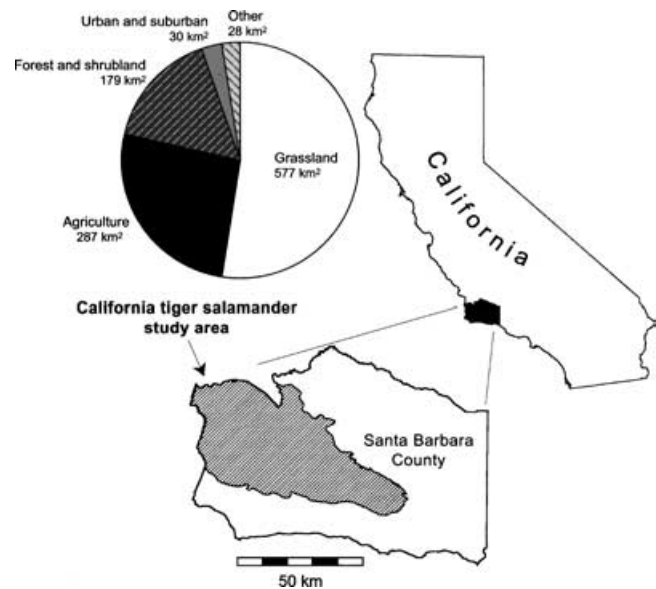 Urban and suburban
30 km²
Other
28 km²
Forest and shrubland
179 km²
Grassland
577 km²
Agriculture
287 km²
California
California tiger salamander
study area
Santa Barbara
County
50 km